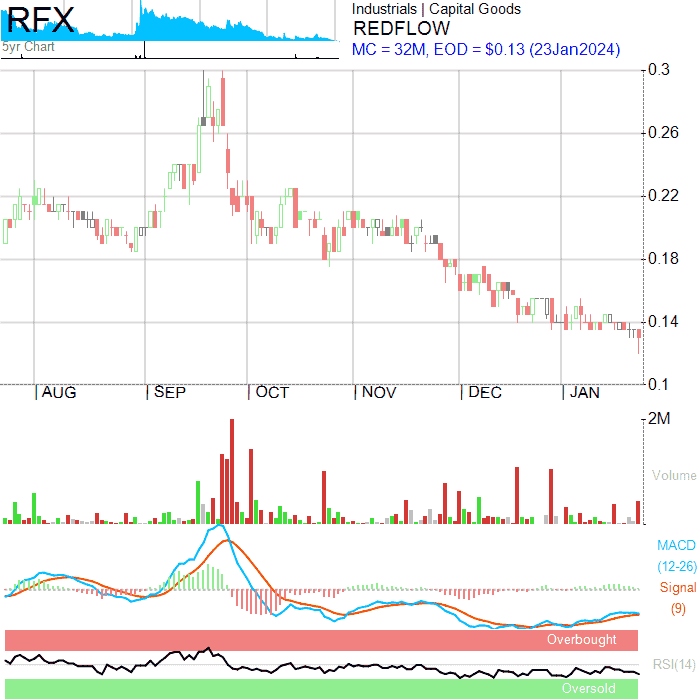 RFX
5yr Chart
Industrials | Capital Goods
REDFLOW
MC = 32M, EOD = $0.13 (23Jan2024)
0.3
0.26
0.22
0.18
0.14
0.1
AUG SEP OCT NOV DEC JAN
2M
Volume
MACD
(12-26)
Signal
(9)
Overbought
RSI(14)
Oversold